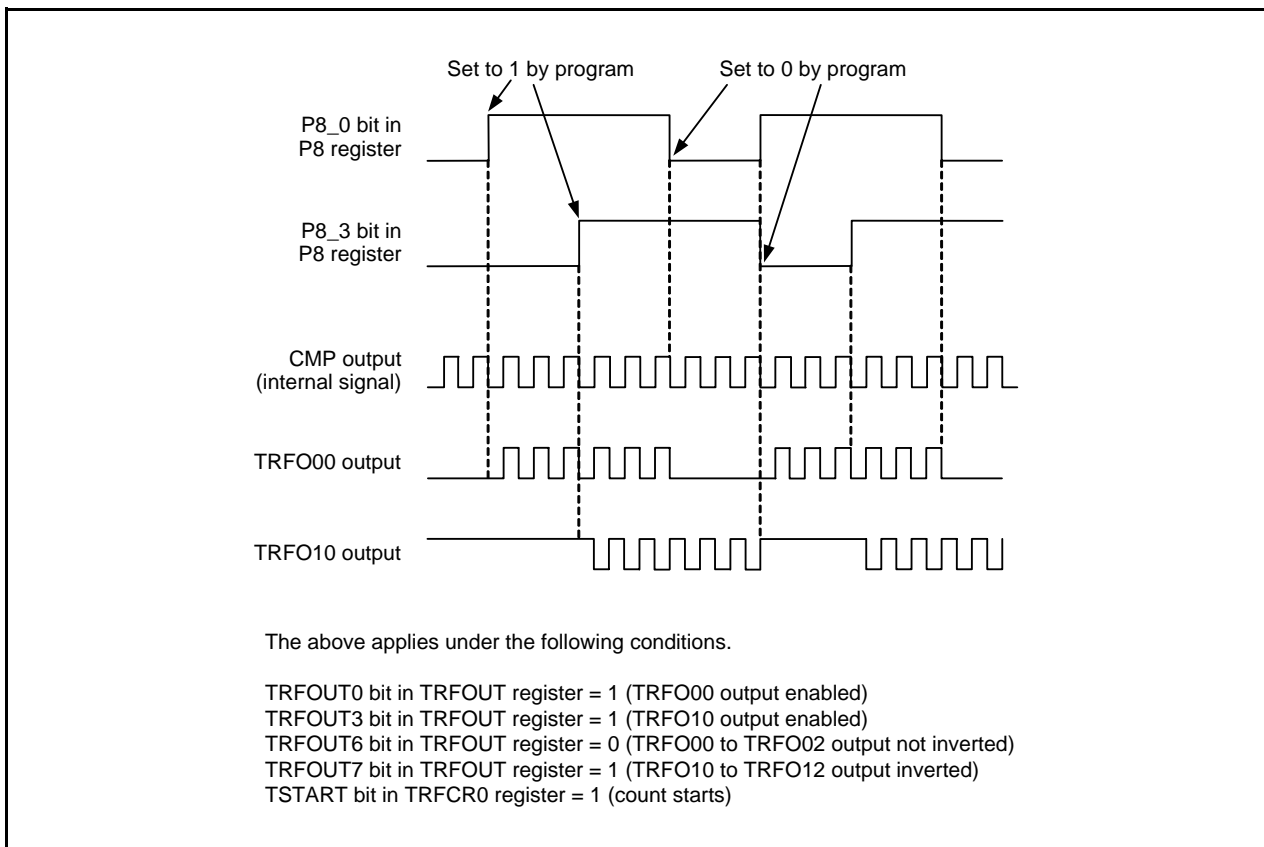 Set to 1 by program
Set to 0 by program
P8_0 bit in
P8 register
P8_3 bit in
P8 register
CMP output
(internal signal)
TRFO00 output
TRFO10 output
The above applies under the following conditions.
TRFOUT0 bit in TRFOUT register = 1 (TRFO00 output enabled)
TRFOUT3 bit in TRFOUT register = 1 (TRFO10 output enabled)
TRFOUT6 bit in TRFOUT register = 0 (TRFO00 to TRFO02 output not inverted)
TRFOUT7 bit in TRFOUT register = 1 (TRFO10 to TRFO12 output inverted)
TSTART bit in TRFCR0 register = 1 (count starts)